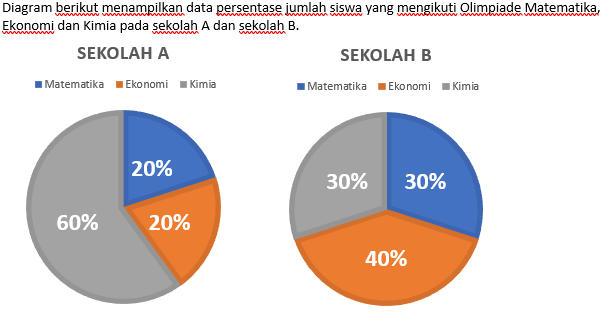 Diagram berikut menampilkan data persentase jumlah siswa yang mengikuti Olimpiade Matematika,
Ekonomi dan Kimia pada sekolah A dan sekolah B.
SEKOLAH A
Matematika Ekonomi Kimia
20%
20%
60%
SEKOLAH B
Matematika Ekonomi Kimia
30%
30%
40%